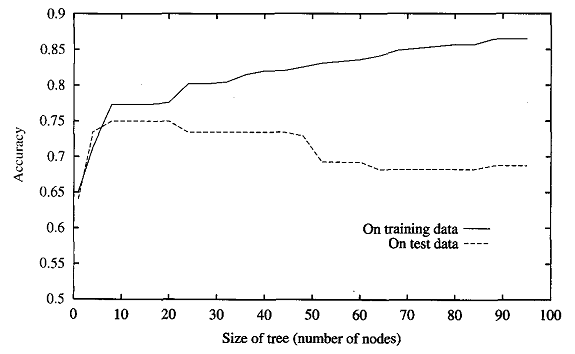 0.9
0.85
0.8
0.75
0.7
0.65
0.6
0.55
0.5
Accuracy
On training data
On test data
0 10 20 30 40 50 60 70 80 90 100
Size of tree (number of nodes)